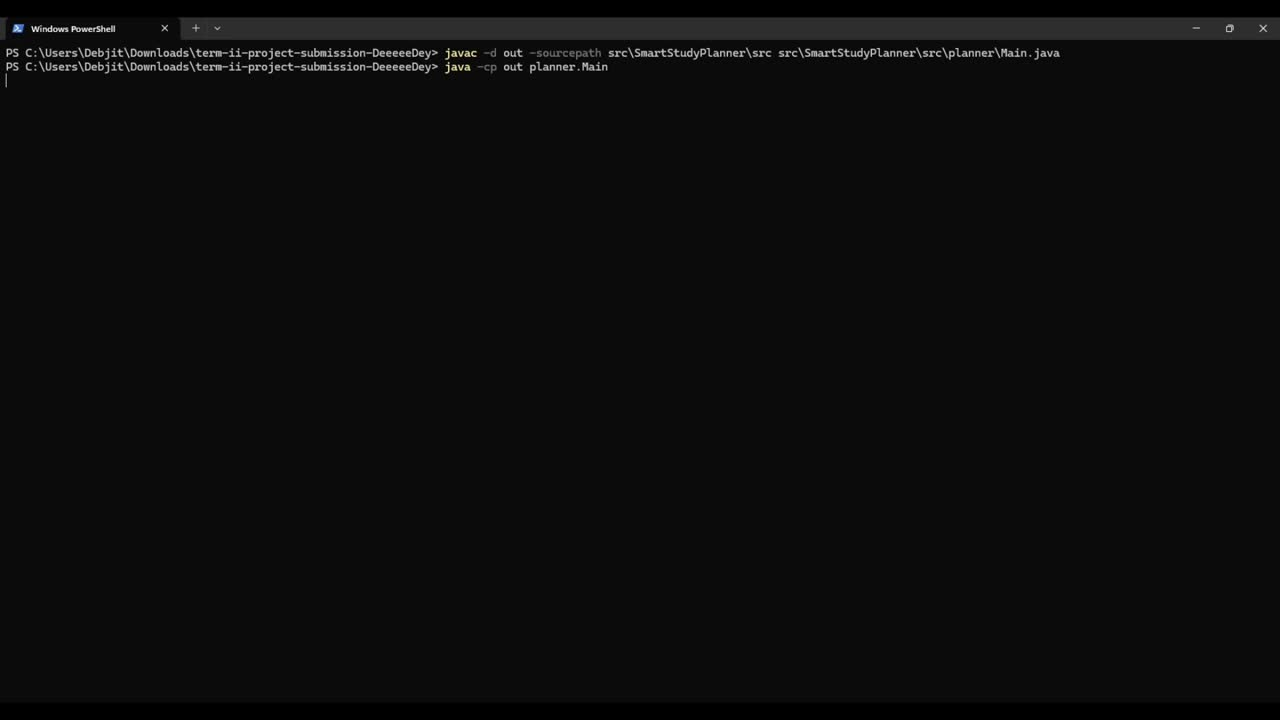 Windows PowerShell
PS C:\Users\Debjit\Downloads\term-ii-project-submission-DeeeeeDey> javac -d out -sourcepath src\SmartStudyPlanner\src src\SmartStudyPlanner\src\planner\Main.java
PS C:\Users\Debjit\Downloads\term-ii-project-submission-DeeeeeDey> java -cp out planner.Main